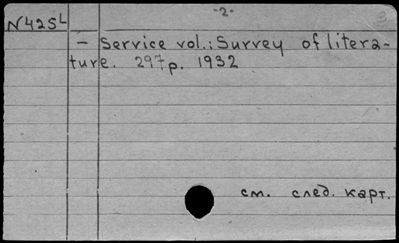 -2-
N425L
- Service vol.: Survey of litera-
ture. 297p. 1932
см. след. карт.